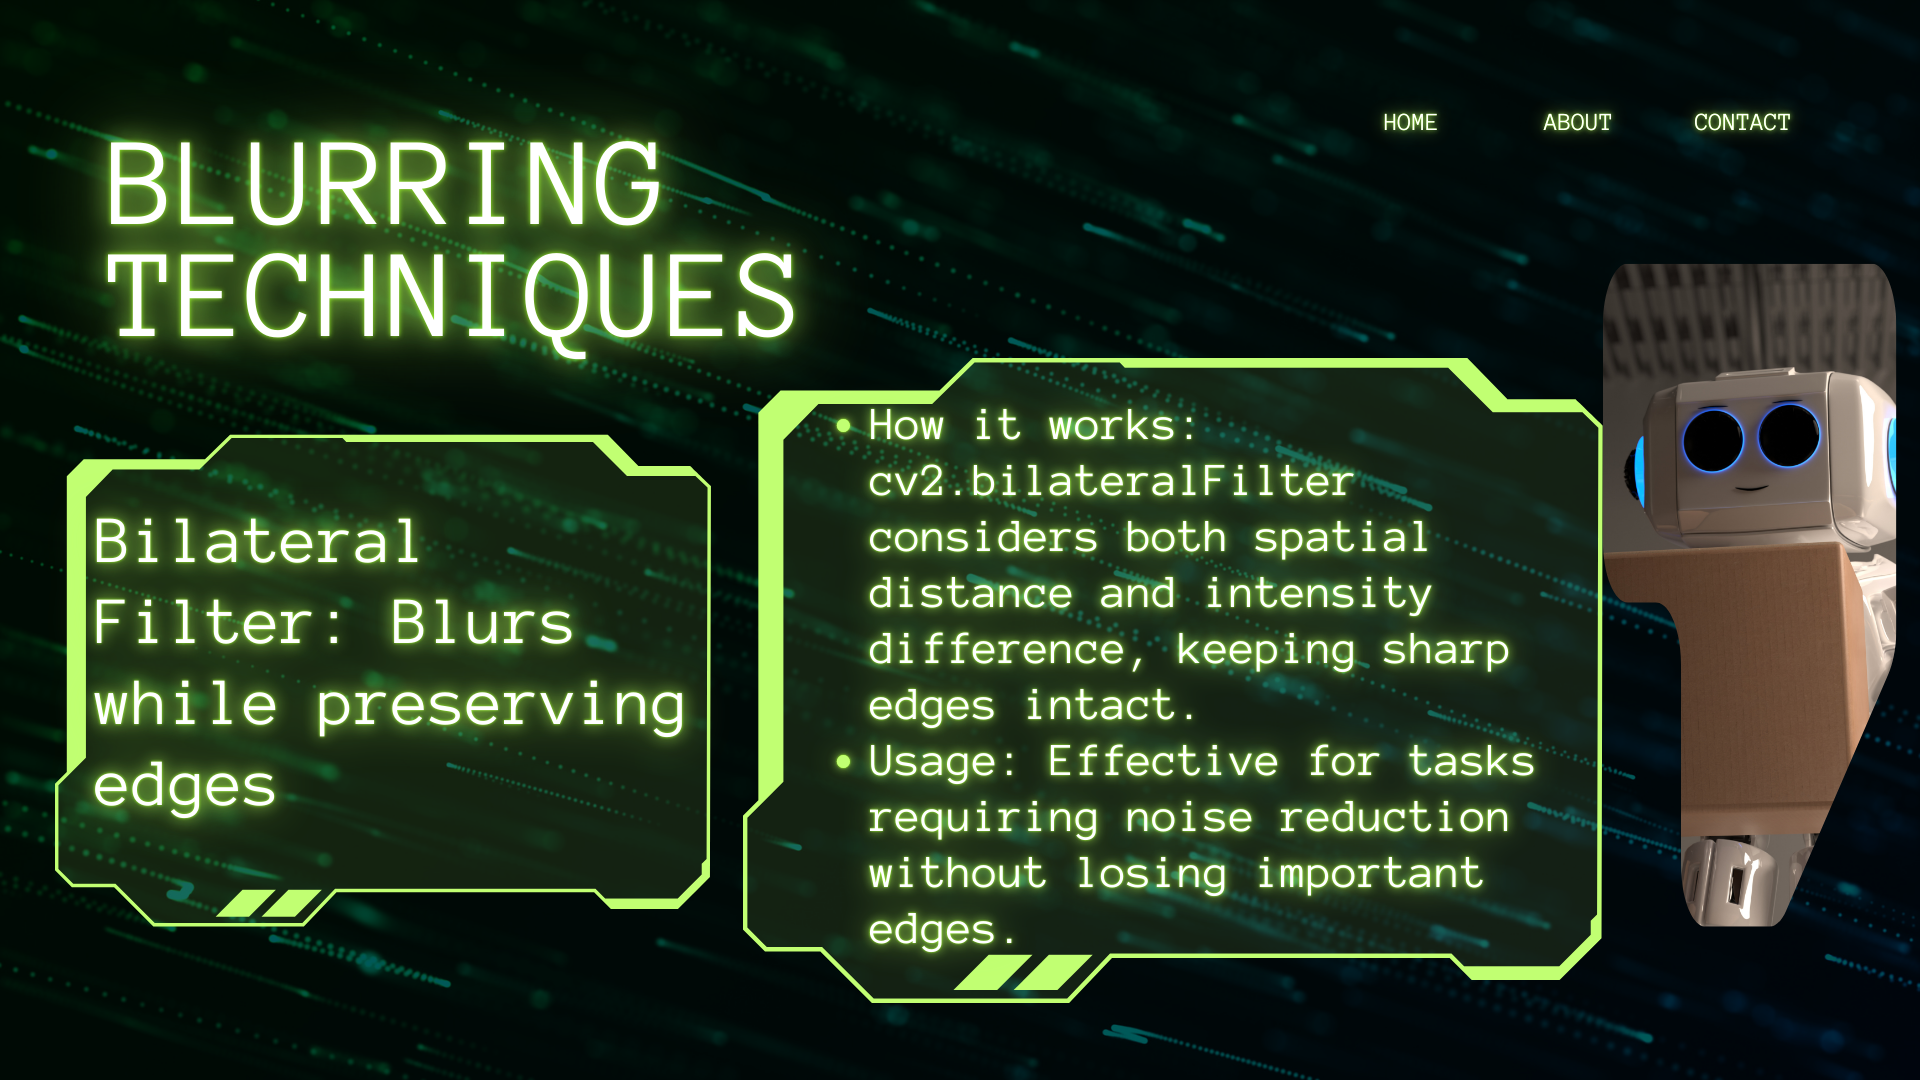 HOME ABOUT CONTACT
BLURRING
TECHNIQUES
Bilateral
Filter: Blurs
while preserving
edges
• How it works:
cv2.bilateralFilter
considers both spatial
distance and intensity
difference, keeping sharp
edges intact.
• Usage: Effective for tasks
requiring noise reduction
without losing important
edges.